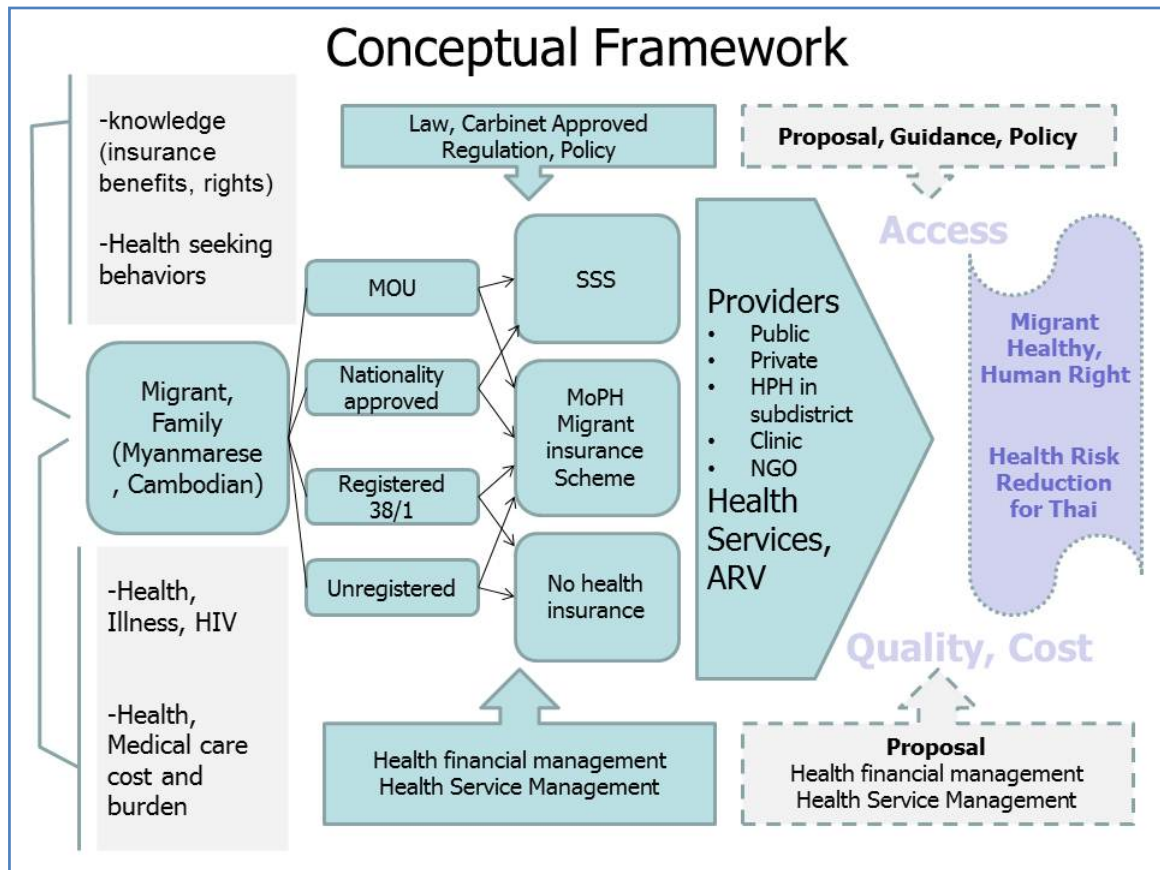 Conceptual Framework
-knowledge
(insurance
benefits, rights)
-Health seeking
behaviors
Law, Carbinet Approved
Regulation, Policy
Proposal, Guidance, Policy
Migrant,
Family
(Myanmarese
, Cambodian)
MOU
Nationality
approved
Registered
38/1
Unregistered
SSS
MoPH
Migrant
insurance
Scheme
No health
insurance
Providers
• Public
• Private
• HPH in
subdistrict
• Clinic
• NGO
Health
Services,
ARV
Access
Migrant
Healthy,
Human Right
Health Risk
Reduction
for Thai
Quality, Cost
-Health,
Illness, HIV
-Health,
Medical care
cost and
burden
Health financial management
Health Service Management
Proposal
Health financial management
Health Service Management